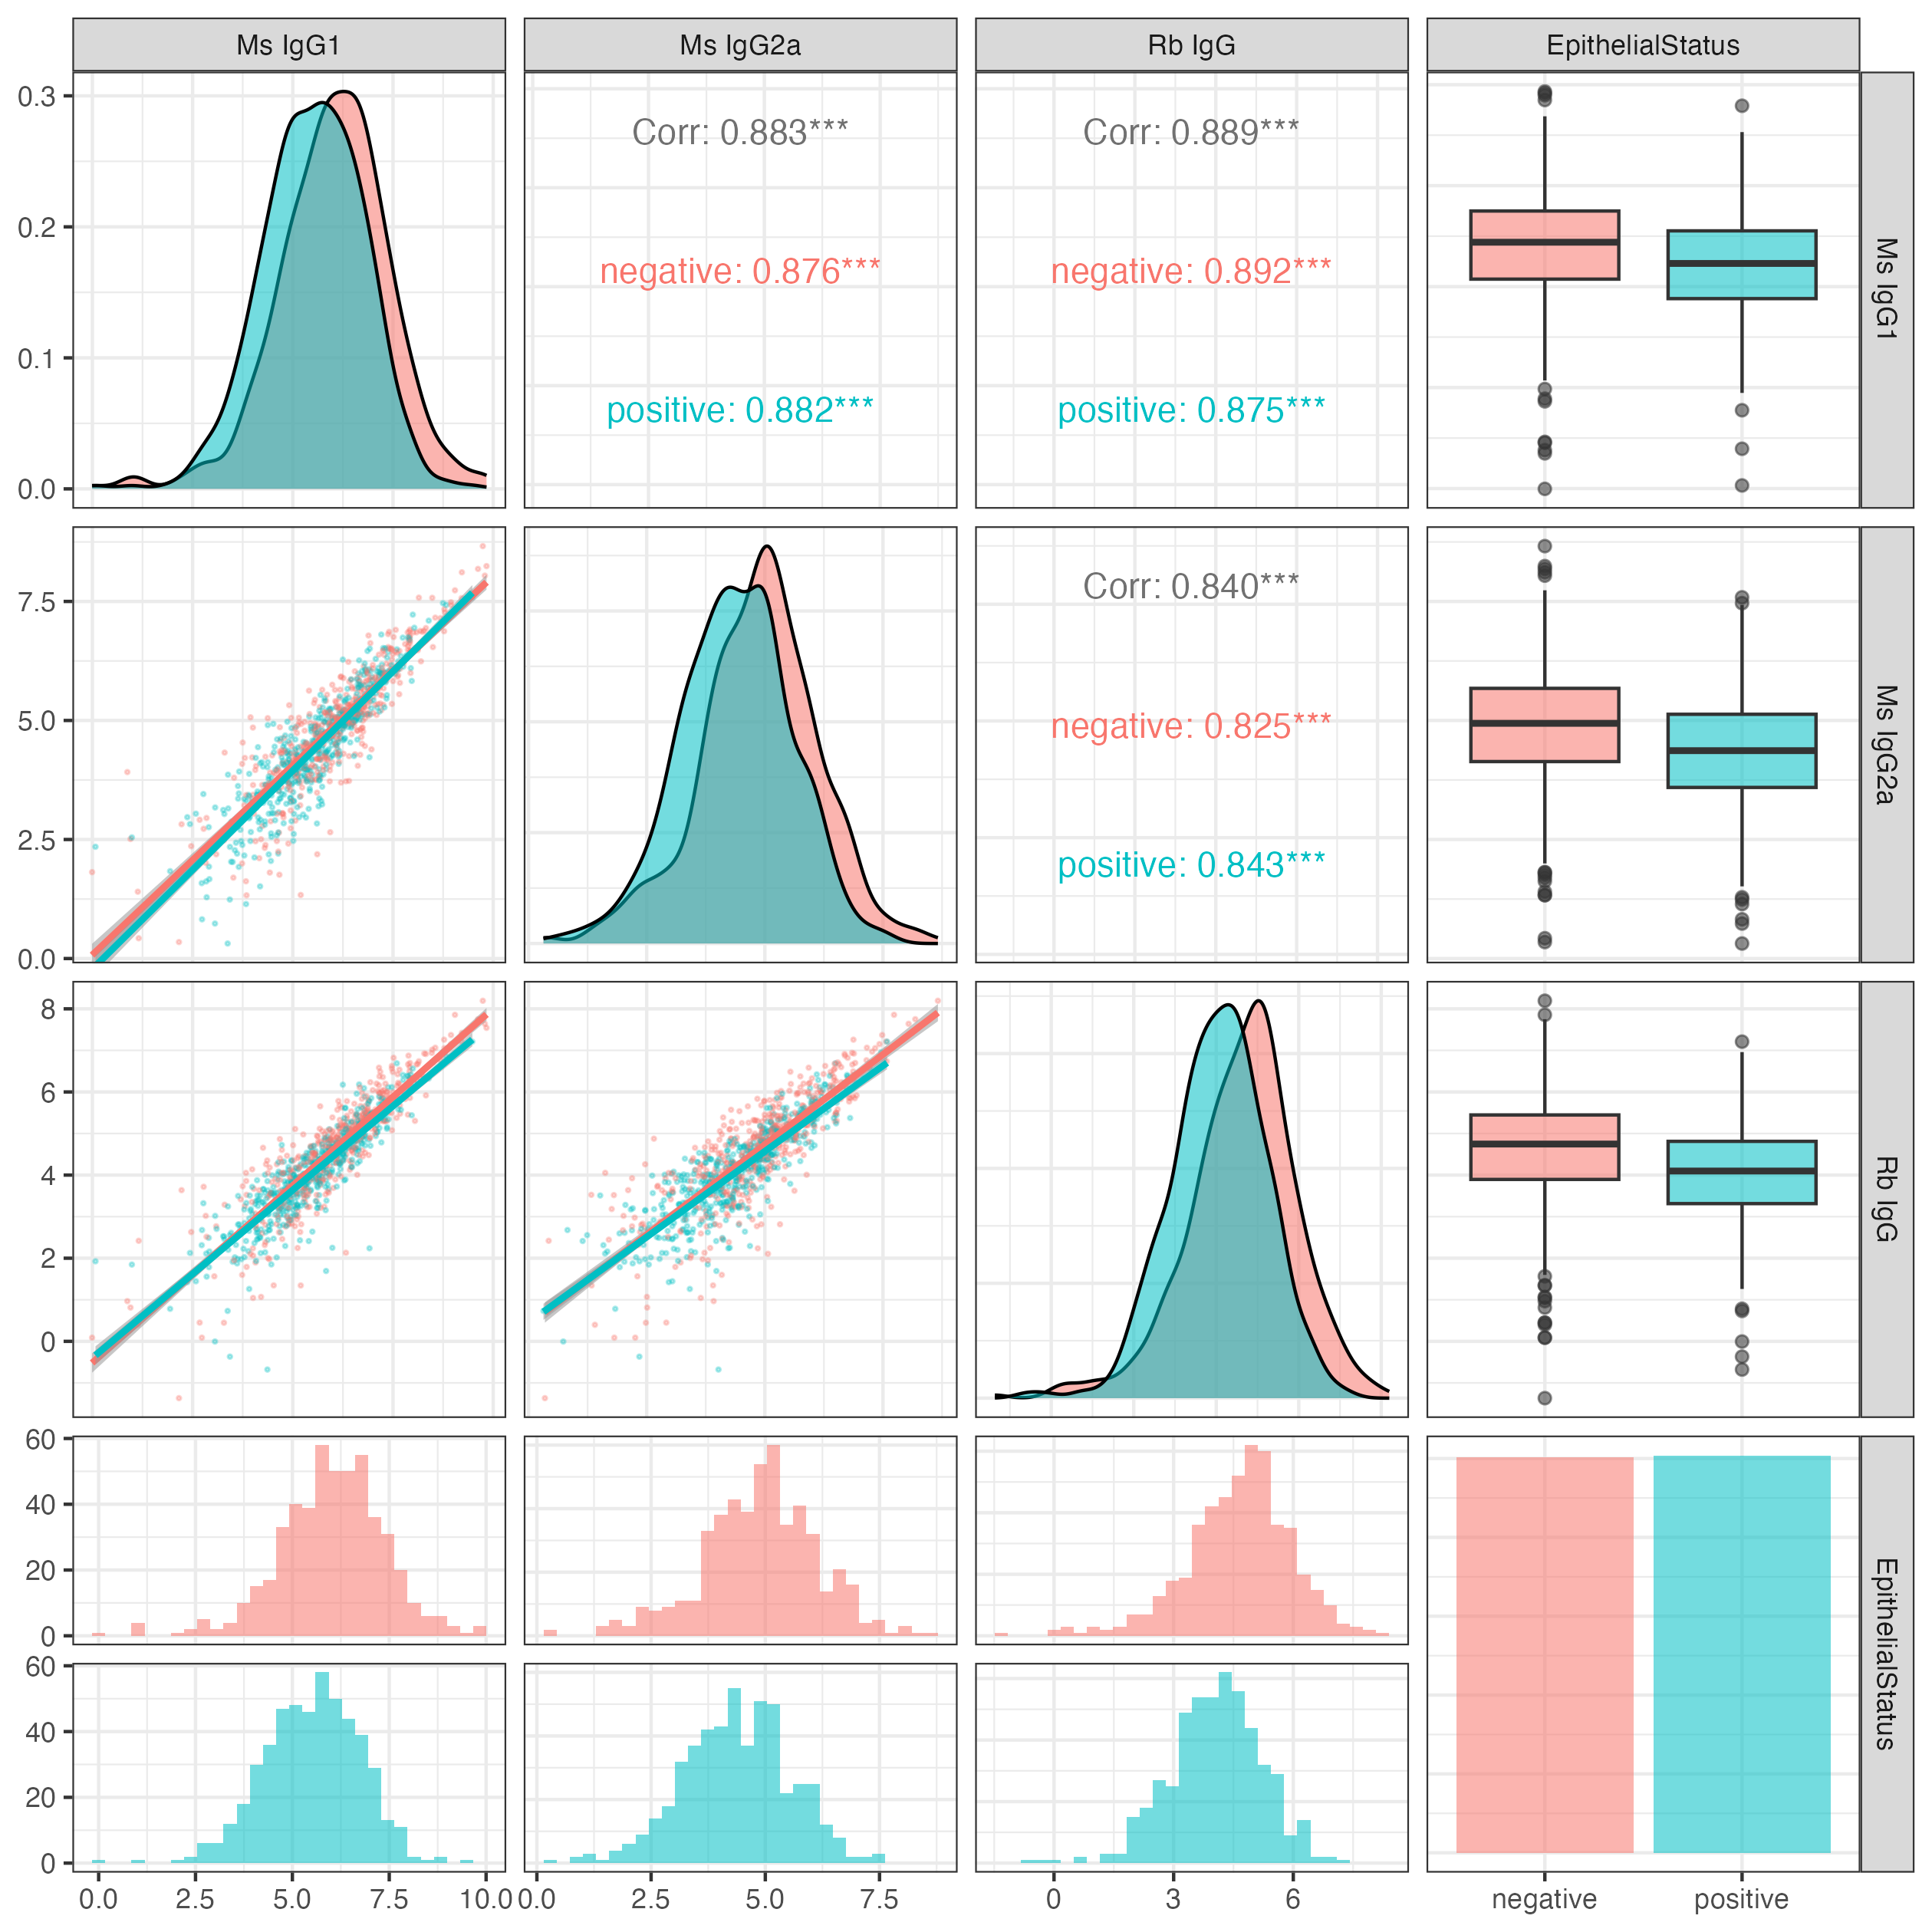 Ms IgG1
Ms IgG2a
Rb IgG
EpithelialStatus
0.3
0.2
0.1
0.0
Corr: 0.883***
negative: 0.876***
positive: 0.882***
Corr: 0.889***
negative: 0.892***
positive: 0.875***
Ms IgG1
7.5
5.0
2.5
0.0
Corr: 0.840***
negative: 0.825***
positive: 0.843***
Ms IgG2a
8
6
4
2
0
Rb IgG
60
40
20
0
60
40
20
0
EpithelialStatus
0.0
2.5
5.0
7.5
10.0
0.0
2.5
5.0
7.5
0
3
6
negative
positive